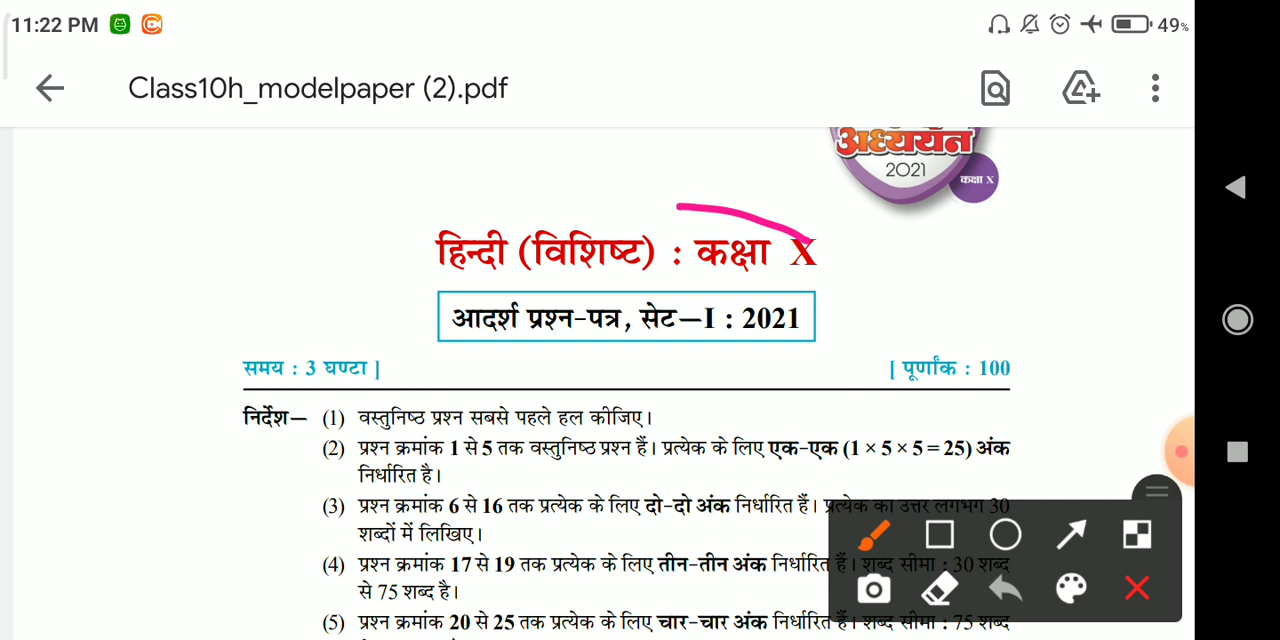 11:22 PM
49%
Class10h_modelpaper (2).pdf
अध्ययन
2021
कक्षा X
हिन्दी (विशिष्ट) : कक्षा X
आदर्श प्रश्न-पत्र, सेट—I : 2021
समय : 3 घण्टा ]
[ पूर्णांक : 100
निर्देश— (1) वस्तुनिष्ठ प्रश्न सबसे पहले हल कीजिए।
(2) प्रश्न क्रमांक 1 से 5 तक वस्तुनिष्ठ प्रश्न हैं। प्रत्येक के लिए एक-एक (1 × 5 × 5 = 25) अंक
निर्धारित है।
(3) प्रश्न क्रमांक 6 से 16 तक प्रत्येक के लिए दो-दो अंक निर्धारित हैं। प्रत्येक का उत्तर लगभग 30
शब्दों में लिखिए।
(4) प्रश्न क्रमांक 17 से 19 तक प्रत्येक के लिए तीन-तीन अंक निर्धारित हैं। शब्द सीमा : 30 शब्द
से 75 शब्द है।
(5) प्रश्न क्रमांक 20 से 25 तक प्रत्येक के लिए चार-चार अंक निर्धारित हैं। शब्द सीमा : 75 शब्द